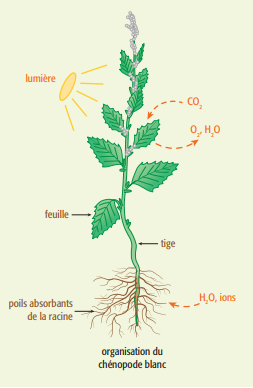 lumière
CO₂
O₂, H₂O
feuille
tige
poils absorbants
de la racine
H₂O, ions
organisation du
chénopode blanc